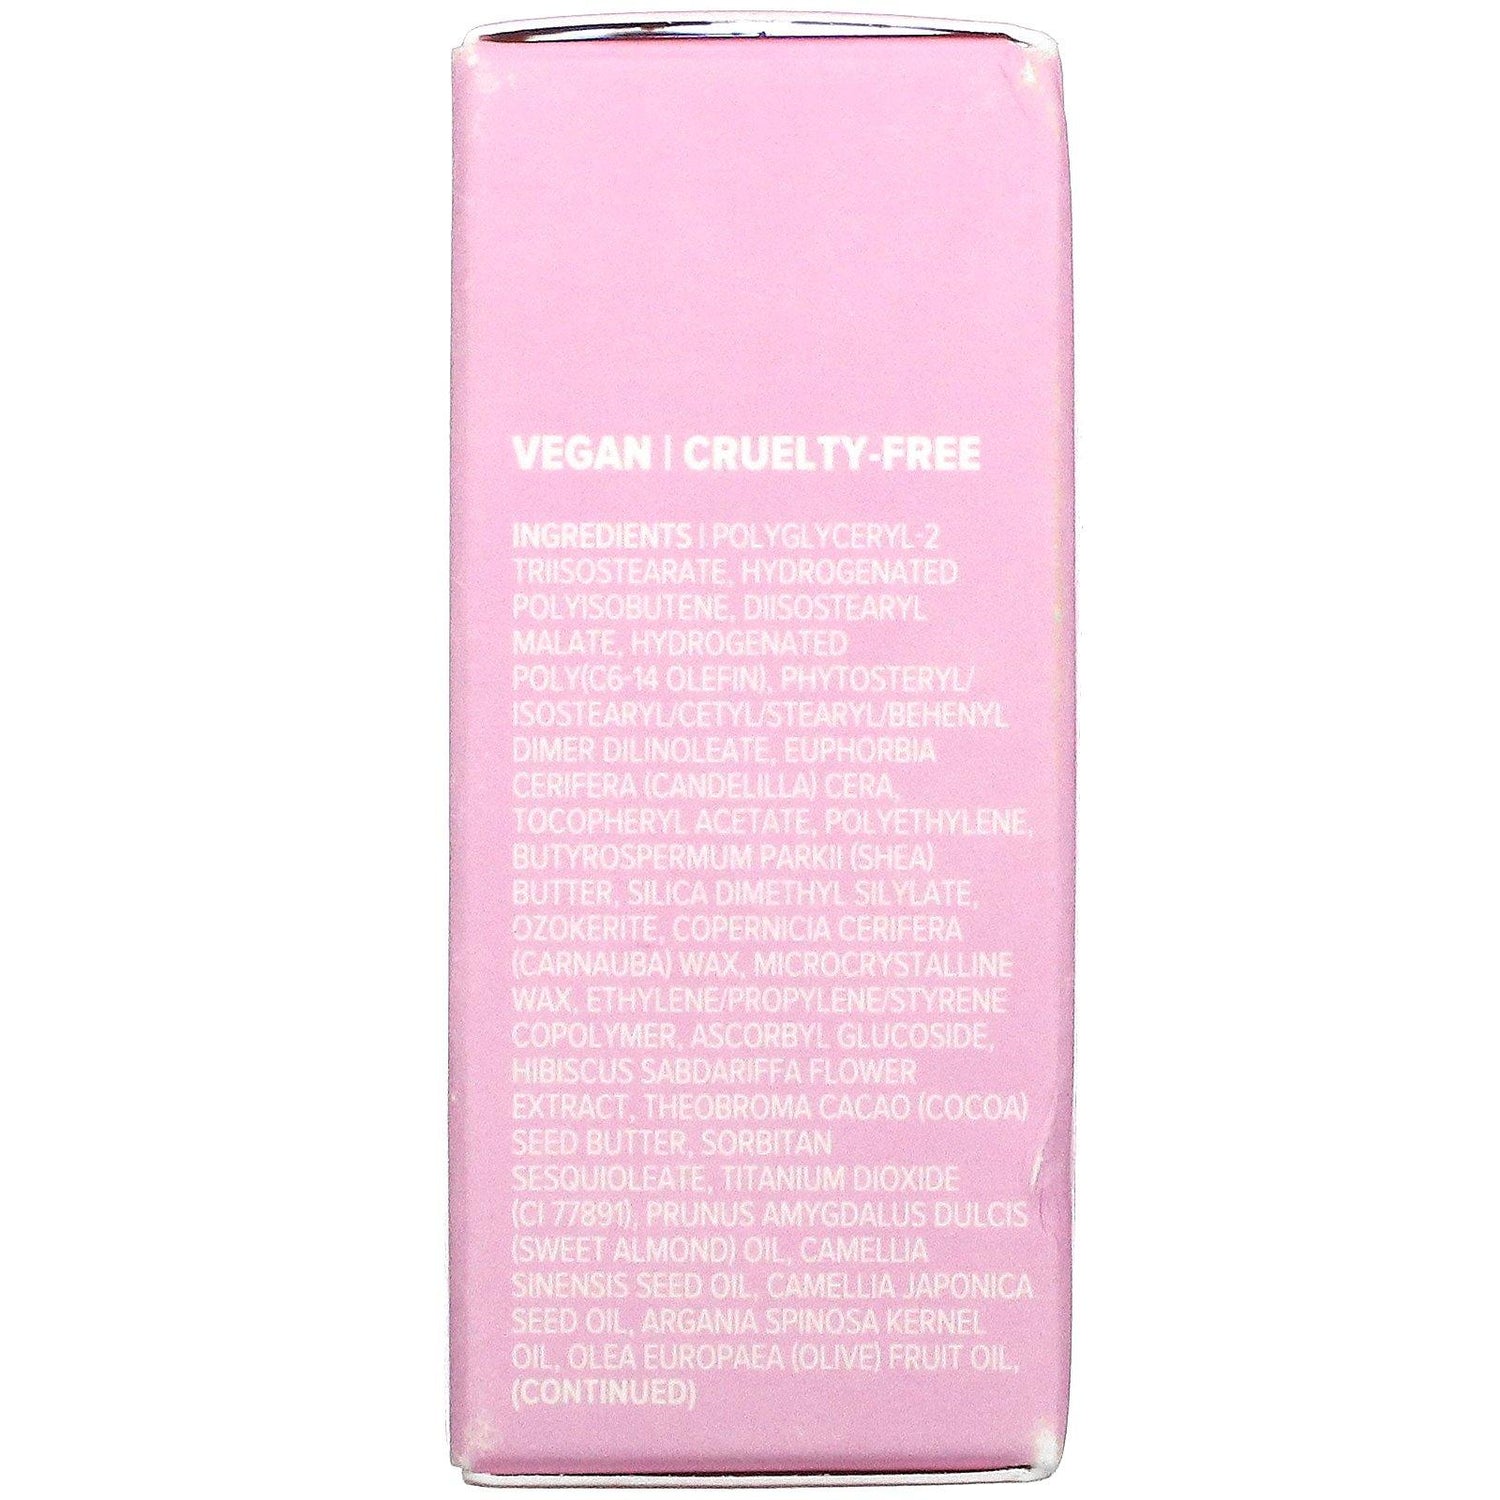 VEGAN | CRUELTY-FREE
INGREDIENTS | POLYGLYCERYL-2
TRIISOSTEARATE, HYDROGENATED
POLYISOBUTENE, DIISOSTEARYL
MALATE, HYDROGENATED
POLY(C6-14 OLEFIN), PHYTOSTERYL/
ISOSTEARYL/CETYL/STEARYL/BEHENYL
DIMER DILINOLEATE, EUPHORBIA
CERIFERA (CANDELILLA) CERA,
TOCOPHERYL ACETATE, POLYETHYLENE,
BUTYROSPERMUM PARKII (SHEA)
BUTTER, SILICA DIMETHYL SILYLATE,
OZOKERITE, COPERNICIA CERIFERA
(CARNAUBA) WAX, MICROCRYSTALLINE
WAX, ETHYLENE/PROPYLENE/STYRENE
COPOLYMER, ASCORBYL GLUCOSIDE,
HIBISCUS SABDARIFFA FLOWER
EXTRACT, THEOBROMA CACAO (COCOA)
SEED BUTTER, SORBITAN
SESQUIOLEATE, TITANIUM DIOXIDE
(CI 77891), PRUNUS AMYGDALUS DULCIS
(SWEET ALMOND) OIL, CAMELLIA
SINENSIS SEED OIL, CAMELLIA JAPONICA
SEED OIL, ARGANIA SPINOSA KERNEL
OIL, OLEA EUROPAEA (OLIVE) FRUIT OIL,
(CONTINUED)